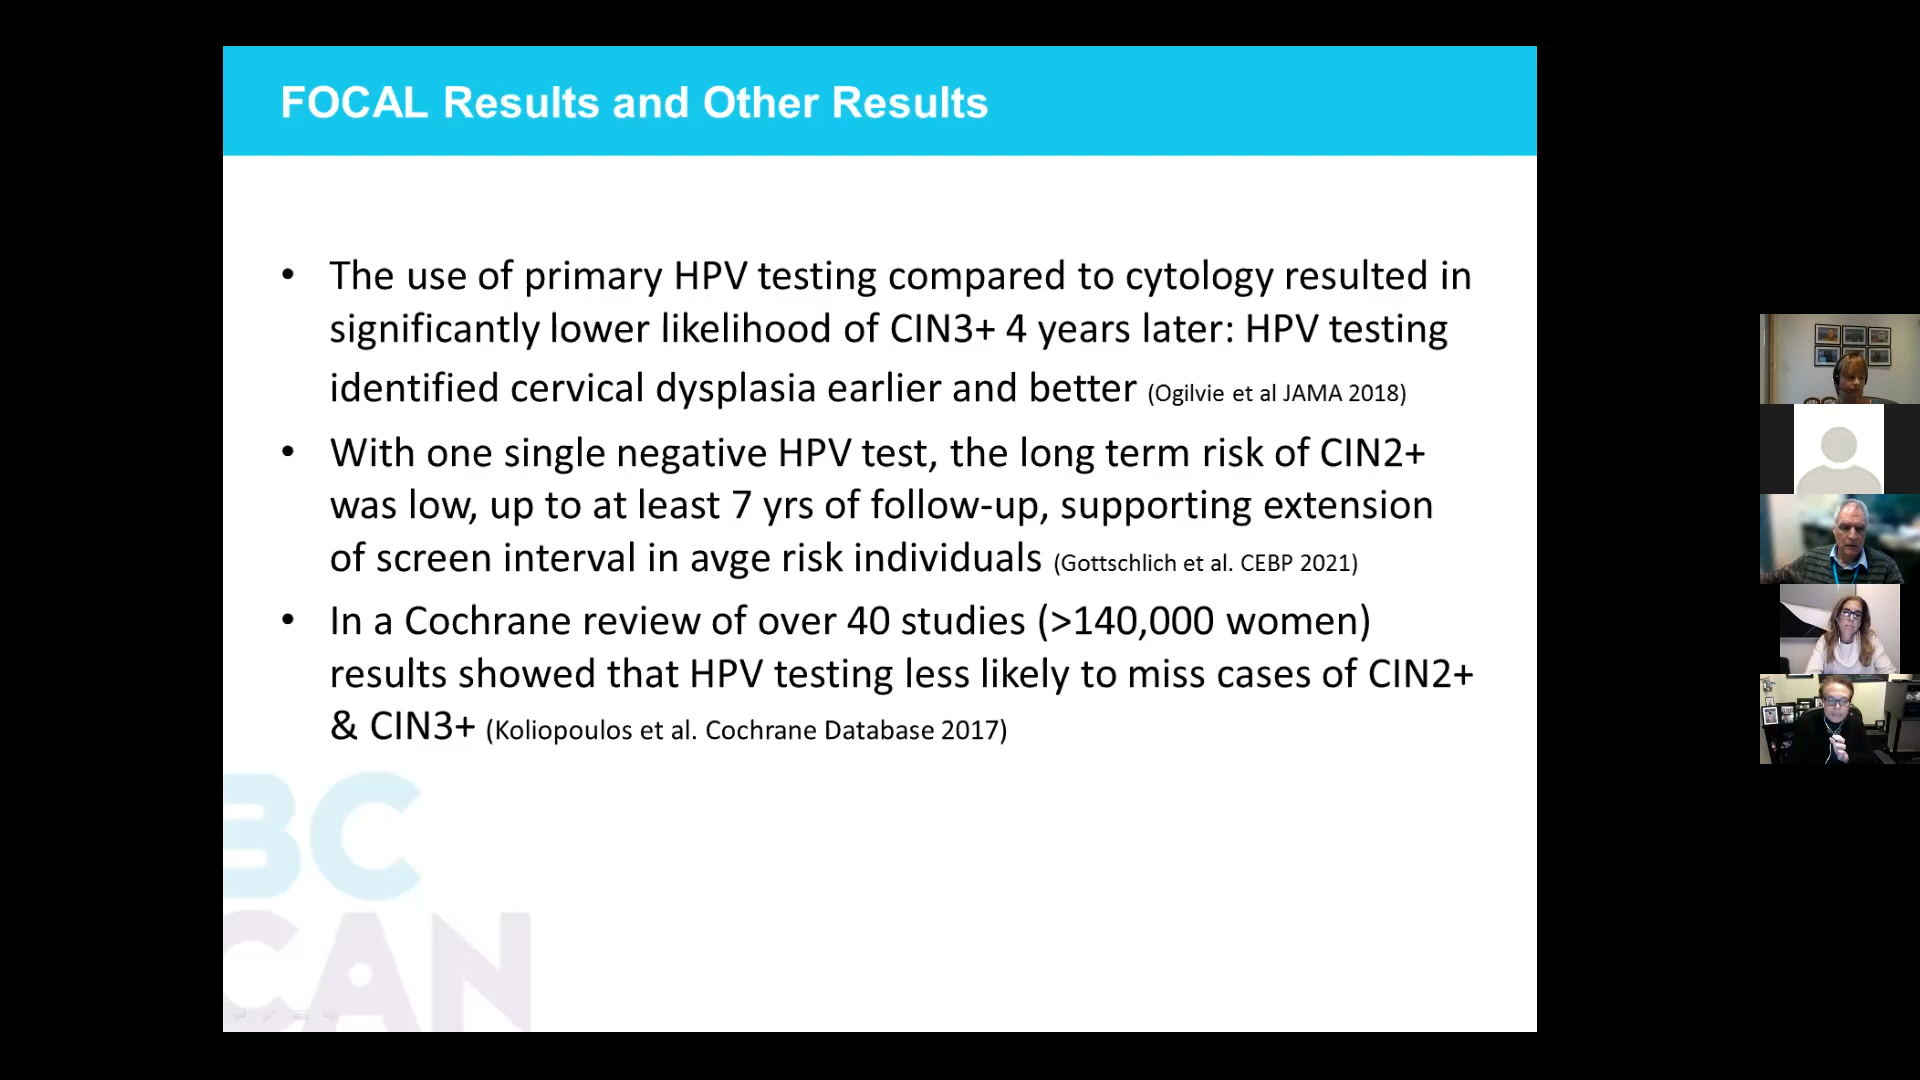 FOCAL Results and Other Results
• The use of primary HPV testing compared to cytology resulted in
significantly lower likelihood of CIN3+ 4 years later: HPV testing
identified cervical dysplasia earlier and better (Ogilvie et al JAMA 2018)
• With one single negative HPV test, the long term risk of CIN2+
was low, up to at least 7 yrs of follow-up, supporting extension
of screen interval in avge risk individuals (Gottschlich et al. CEBP 2021)
• In a Cochrane review of over 40 studies (>140,000 women)
results showed that HPV testing less likely to miss cases of CIN2+
& CIN3+ (Koliopoulos et al. Cochrane Database 2017)
BC
CAN